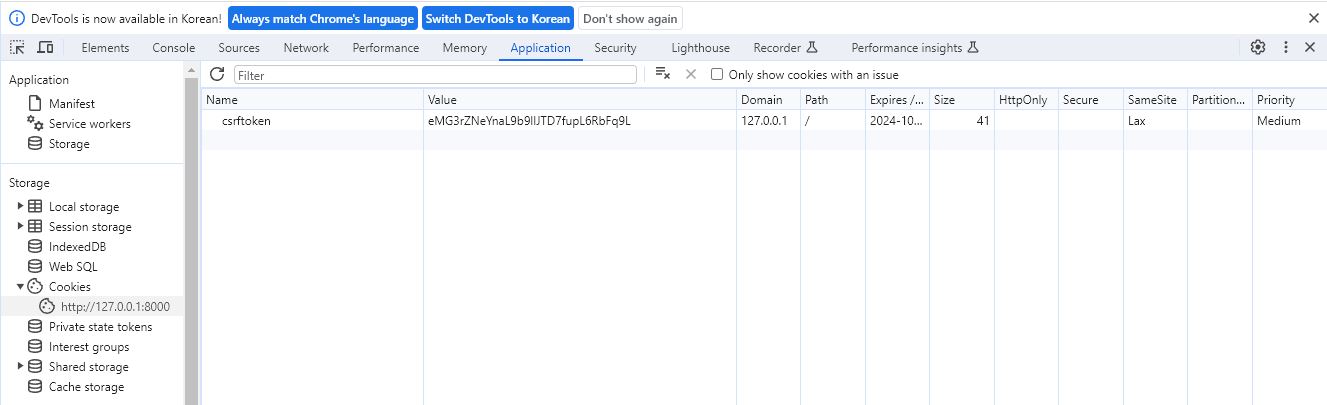 DevTools is now available in Korean! Always match Chrome's language Switch DevTools to Korean Don't show again
Elements Console Sources Network Performance Memory Application Security Lighthouse Recorder Performance insights
Application
Manifest
Service workers
Storage
Storage
Local storage
Session storage
IndexedDB
Web SQL
Cookies
http://127.0.0.1:8000
Private state tokens
Interest groups
Shared storage
Cache storage
Filter Only show cookies with an issue
Name Value Domain Path Expires /... Size HttpOnly Secure SameSite Partition... Priority
csrftoken 127.0.0.1 / 2024-10... 41 Lax Medium